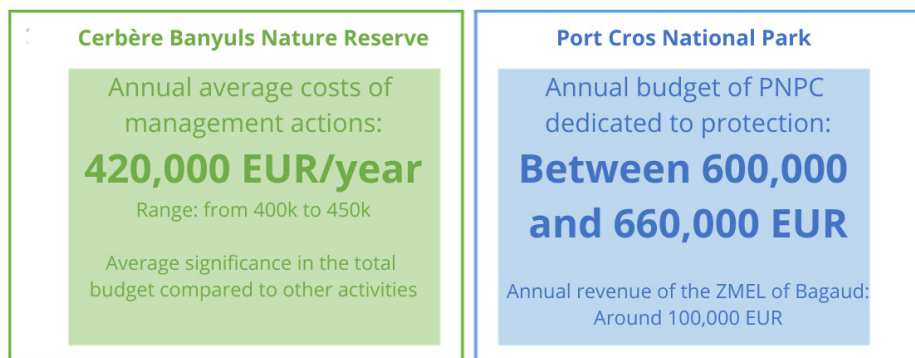 Cerbère Banyuls Nature Reserve
Annual average costs of
management actions:
420,000 EUR/year
Range: from 400k to 450k
Average significance in the total
budget compared to other activities
Port Cros National Park
Annual budget of PNPC
dedicated to protection:
Between 600,000
and 660,000 EUR
Annual revenue of the ZMEL of Bagaud:
Around 100,000 EUR